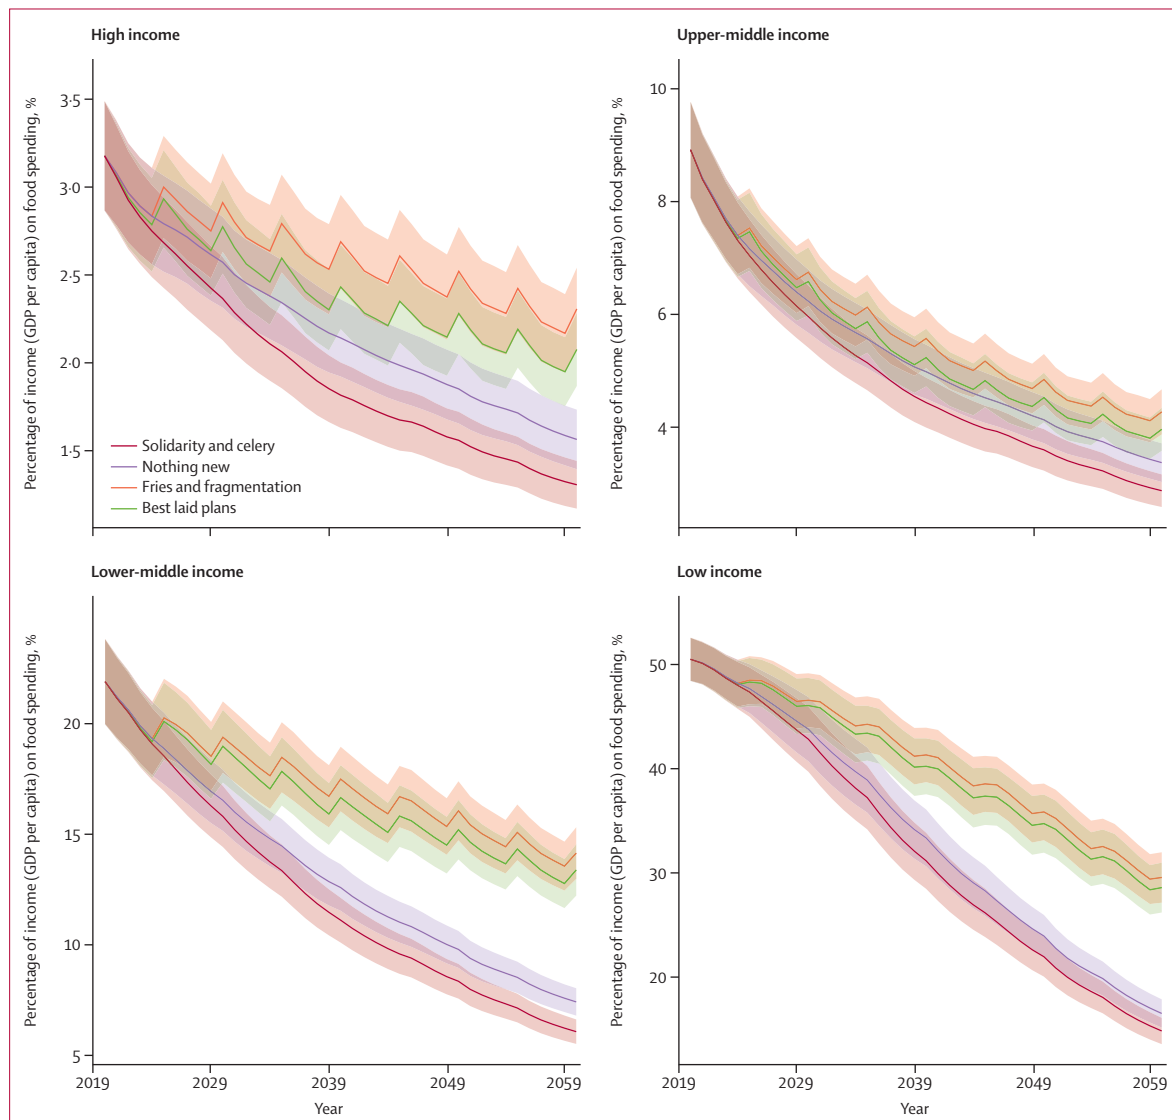 High income
Percentage of income (GDP per capita) on food spending, %
3·5
3·0
2·5
2·0
1·5
Solidarity and celery
Nothing new
Fries and fragmentation
Best laid plans
Upper-middle income
Percentage of income (GDP per capita) on food spending, %
10
8
6
4
Lower-middle income
Percentage of income (GDP per capita) on food spending, %
20
15
10
5
2019
2029
2039
2049
2059
Year
Low income
Percentage of income (GDP per capita) on food spending, %
50
40
30
20
2019
2029
2039
2049
2059
Year